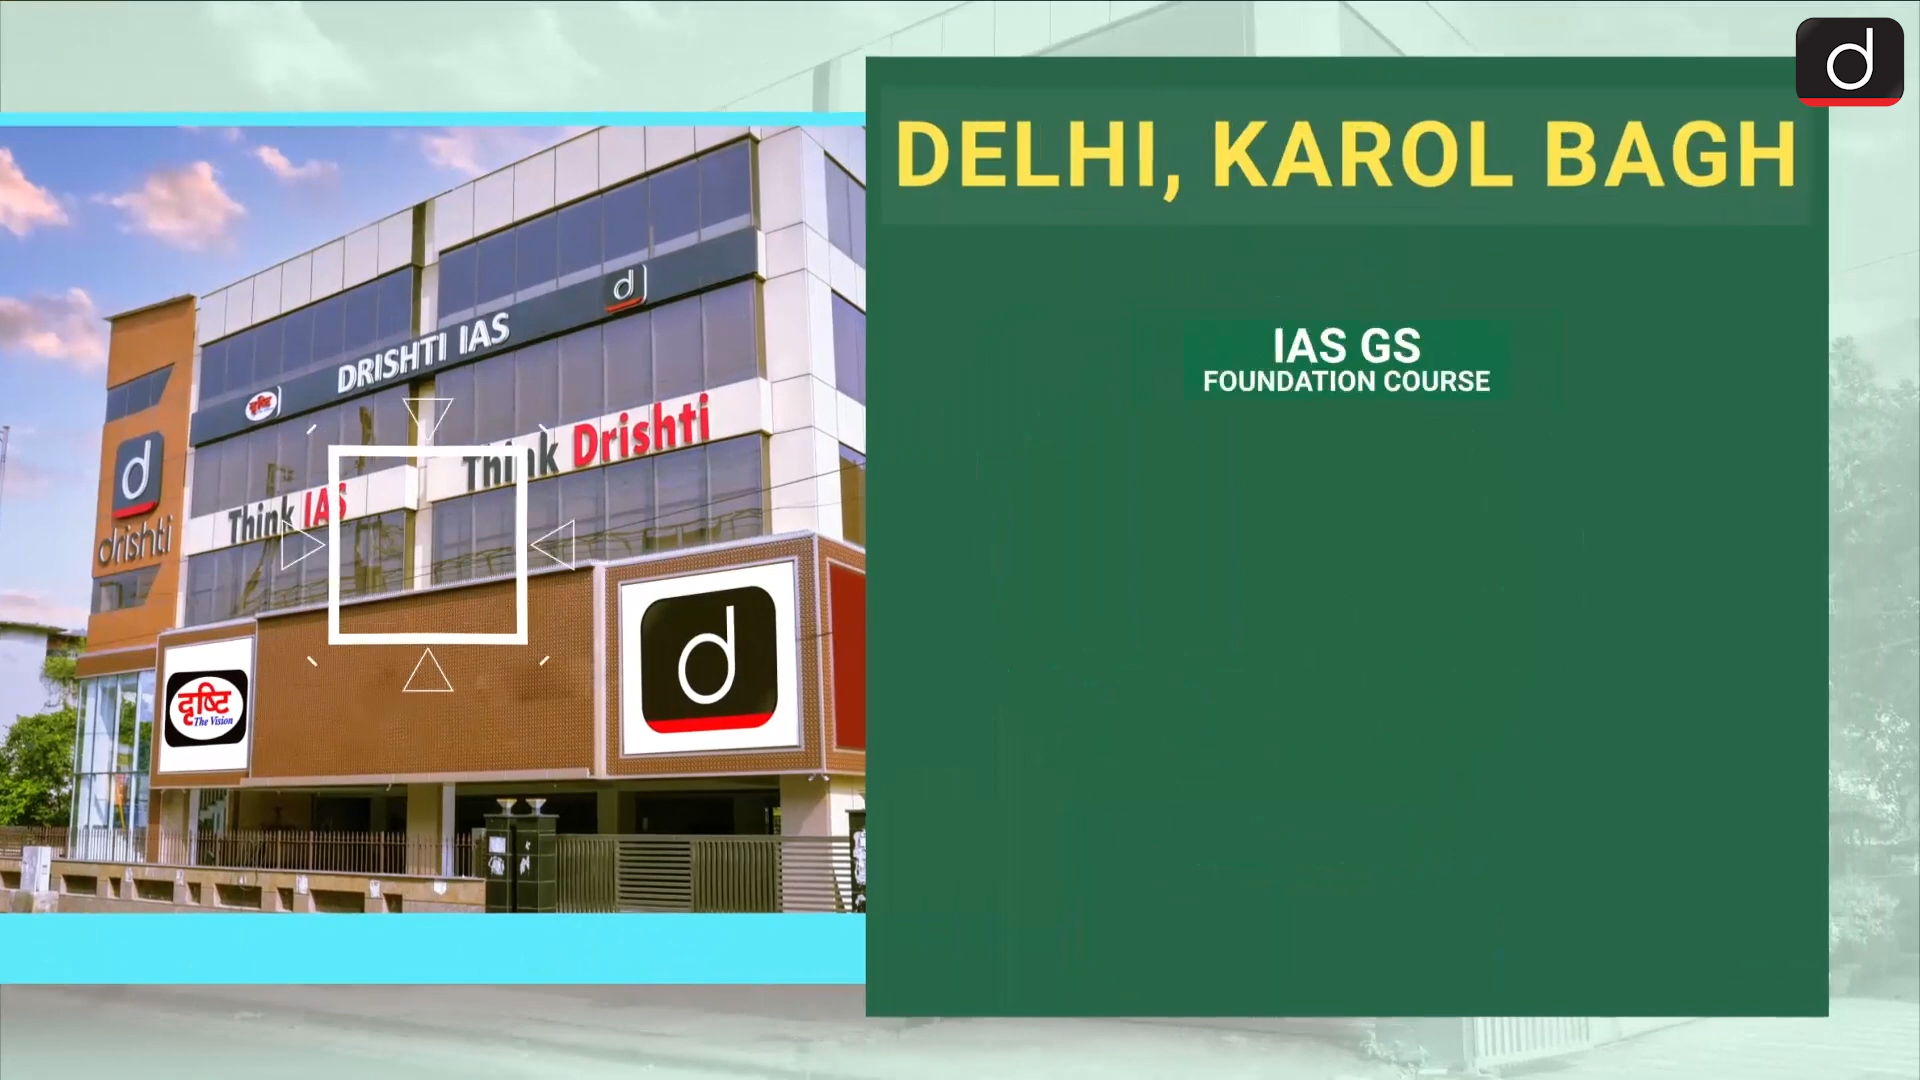 d
DELHI, KAROL BAGH
IAS GS
FOUNDATION COURSE
d
DRISHTI IAS
दृष्टि
Think Drishti
Think IAS
d
drishti
d
दृष्टि
The Vision